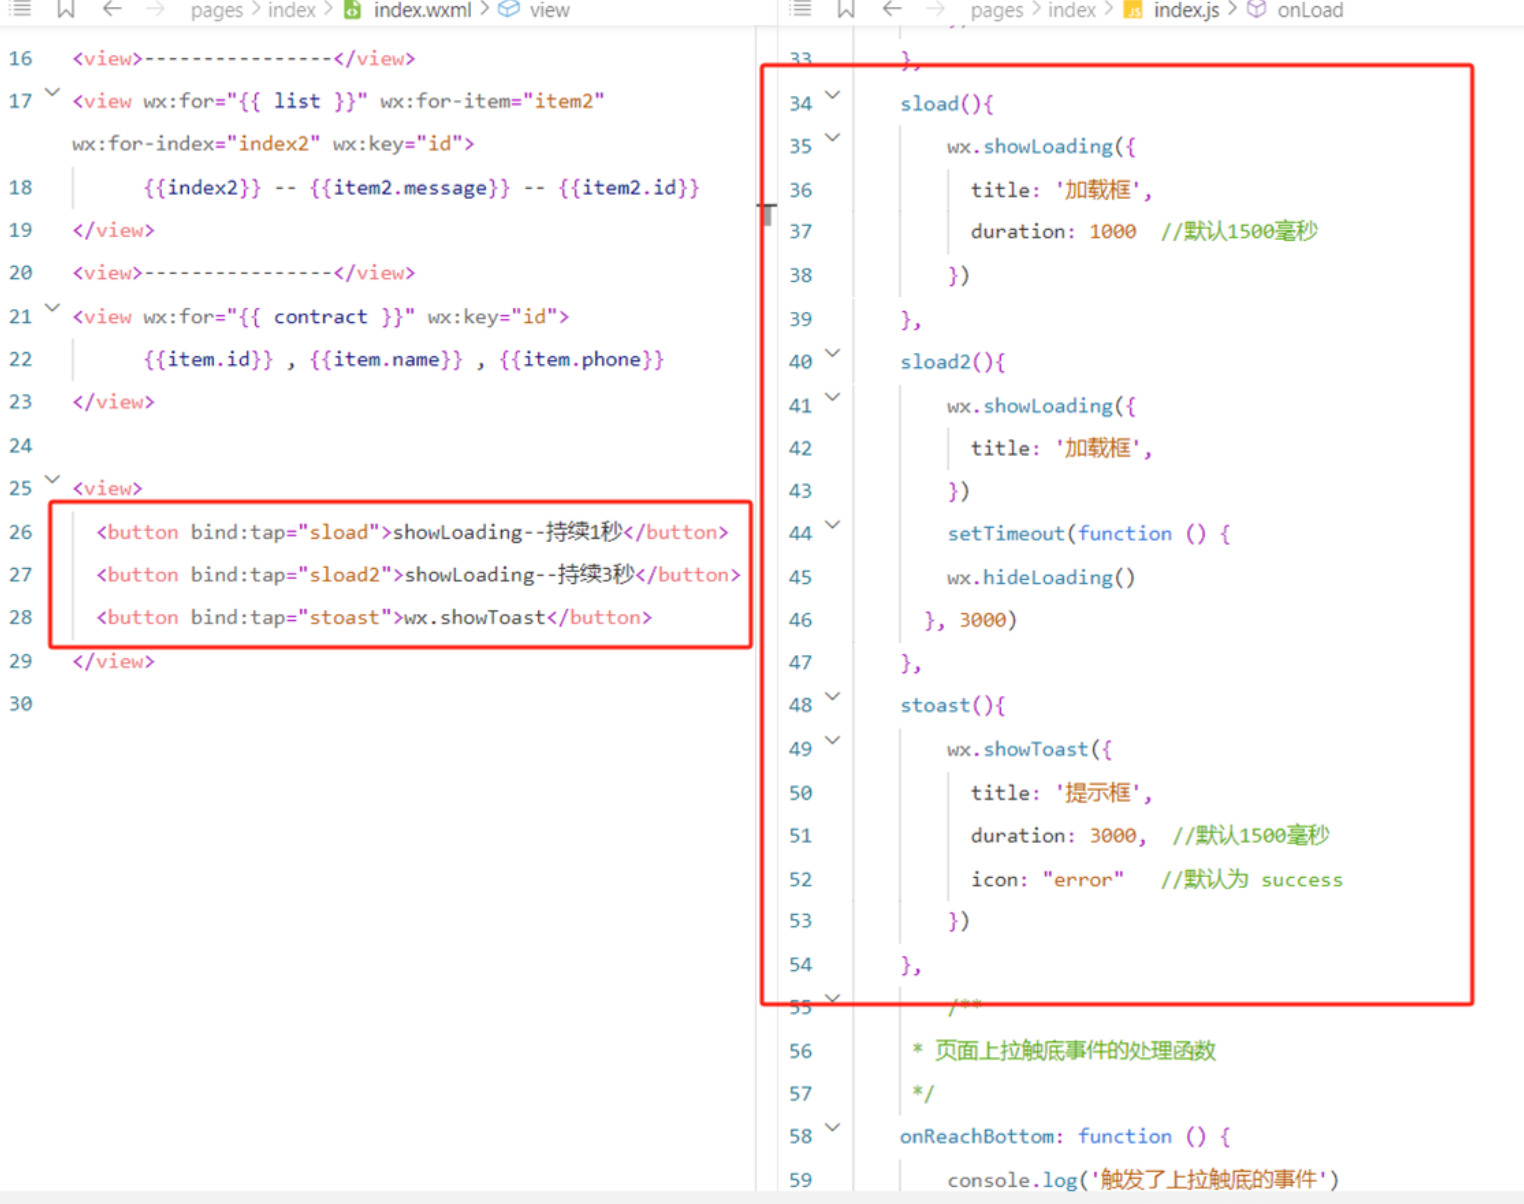 pages > index > index.wxml > view
16 <view>----------------</view>
17 <view wx:for="{{ list }}" wx:for-item="item2"
wx:for-index="index2" wx:key="id">
18 {{index2}} -- {{item2.message}} -- {{item2.id}}
19 </view>
20 <view>----------------</view>
21 <view wx:for="{{ contract }}" wx:key="id">
22 {{item.id}} , {{item.name}} , {{item.phone}}
23 </view>
24
25 <view>
26 <button bind:tap="sload">showLoading--持续1秒</button>
27 <button bind:tap="sload2">showLoading--持续3秒</button>
28 <button bind:tap="stoast">wx.showToast</button>
29 </view>
30
pages > index > JS index.js > onLoad
33 },
34 sload(){
35 wx.showLoading({
36 title: '加载框',
37 duration: 1000 //默认1500毫秒
38 })
39 },
40 sload2(){
41 wx.showLoading({
42 title: '加载框',
43 })
44 setTimeout(function () {
45 wx.hideLoading()
46 }, 3000)
47 },
48 stoast(){
49 wx.showToast({
50 title: '提示框',
51 duration: 3000, //默认1500毫秒
52 icon: "error" //默认为 success
53 })
54 },
55 /**
56 * 页面上拉触底事件的处理函数
57 */
58 onReachBottom: function () {
59 console.log('触发了上拉触底的事件')